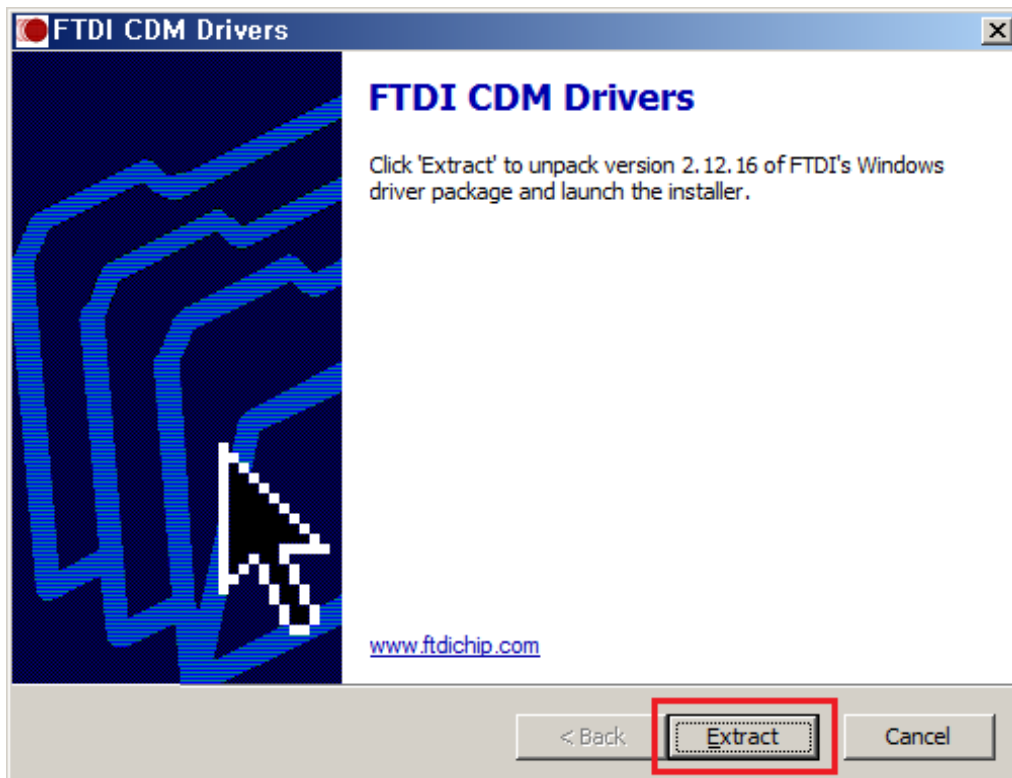 FTDI CDM Drivers
FTDI CDM Drivers
Click 'Extract' to unpack version 2.12.16 of FTDI's Windows
driver package and launch the installer.
www.ftdichip.com
< Back
Extract
Cancel